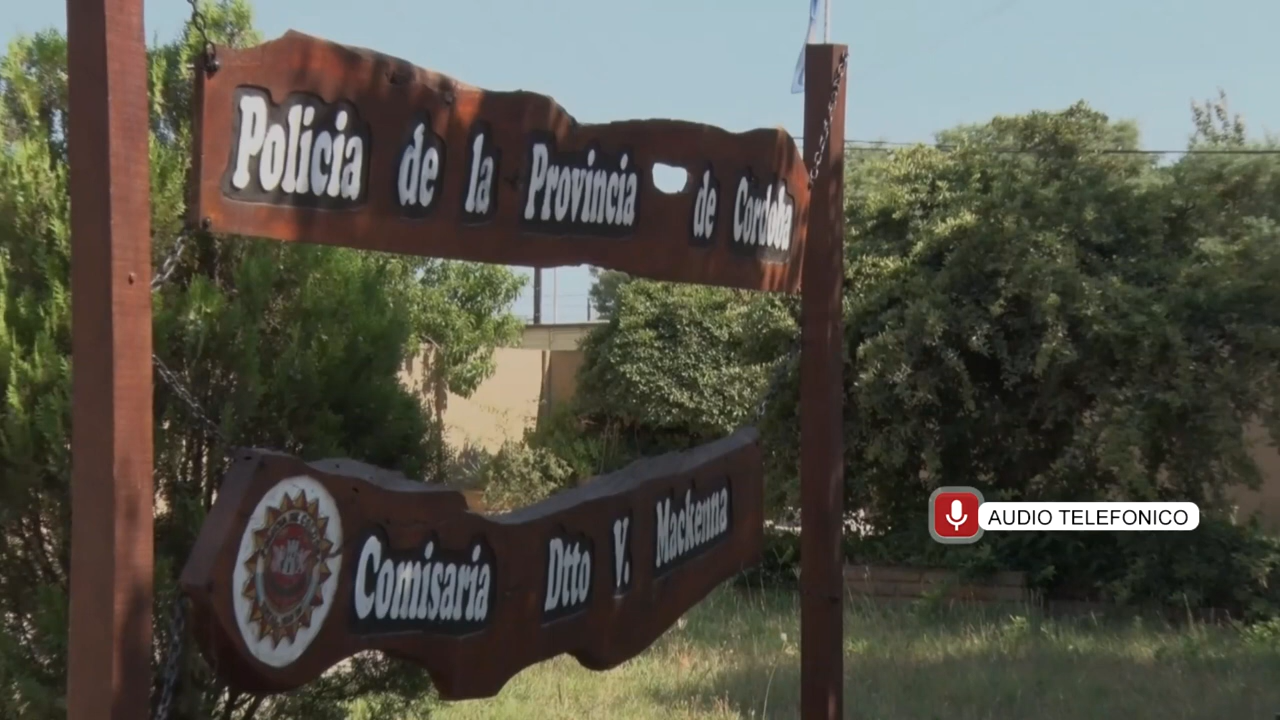 Policia de la Provincia de Cordoba
Comisaria Dtto V. Mackenna
AUDIO TELEFONICO